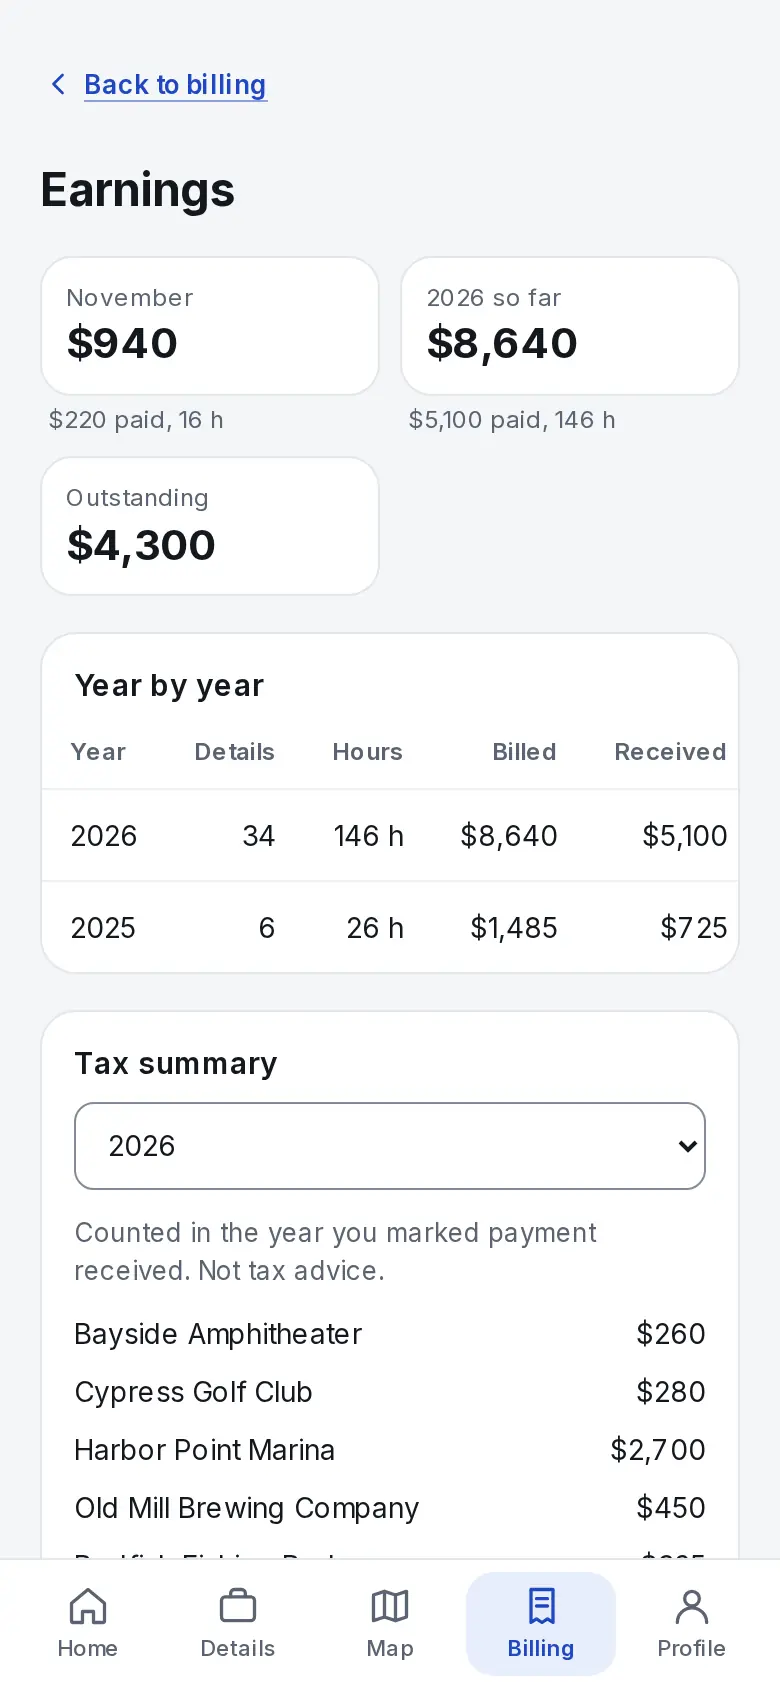 Back to billing
Earnings
November
$940
$220 paid, 16 h
2026 so far
$8,640
$5,100 paid, 146 h
Outstanding
$4,300
Year by year
Year Details Hours Billed Received
2026 34 146 h $8,640 $5,100
2025 6 26 h $1,485 $725
Tax summary
2026
Counted in the year you marked payment
received. Not tax advice.
Bayside Amphitheater $260
Cypress Golf Club $280
Harbor Point Marina $2,700
Old Mill Brewing Company $450
Home Details Map Billing Profile